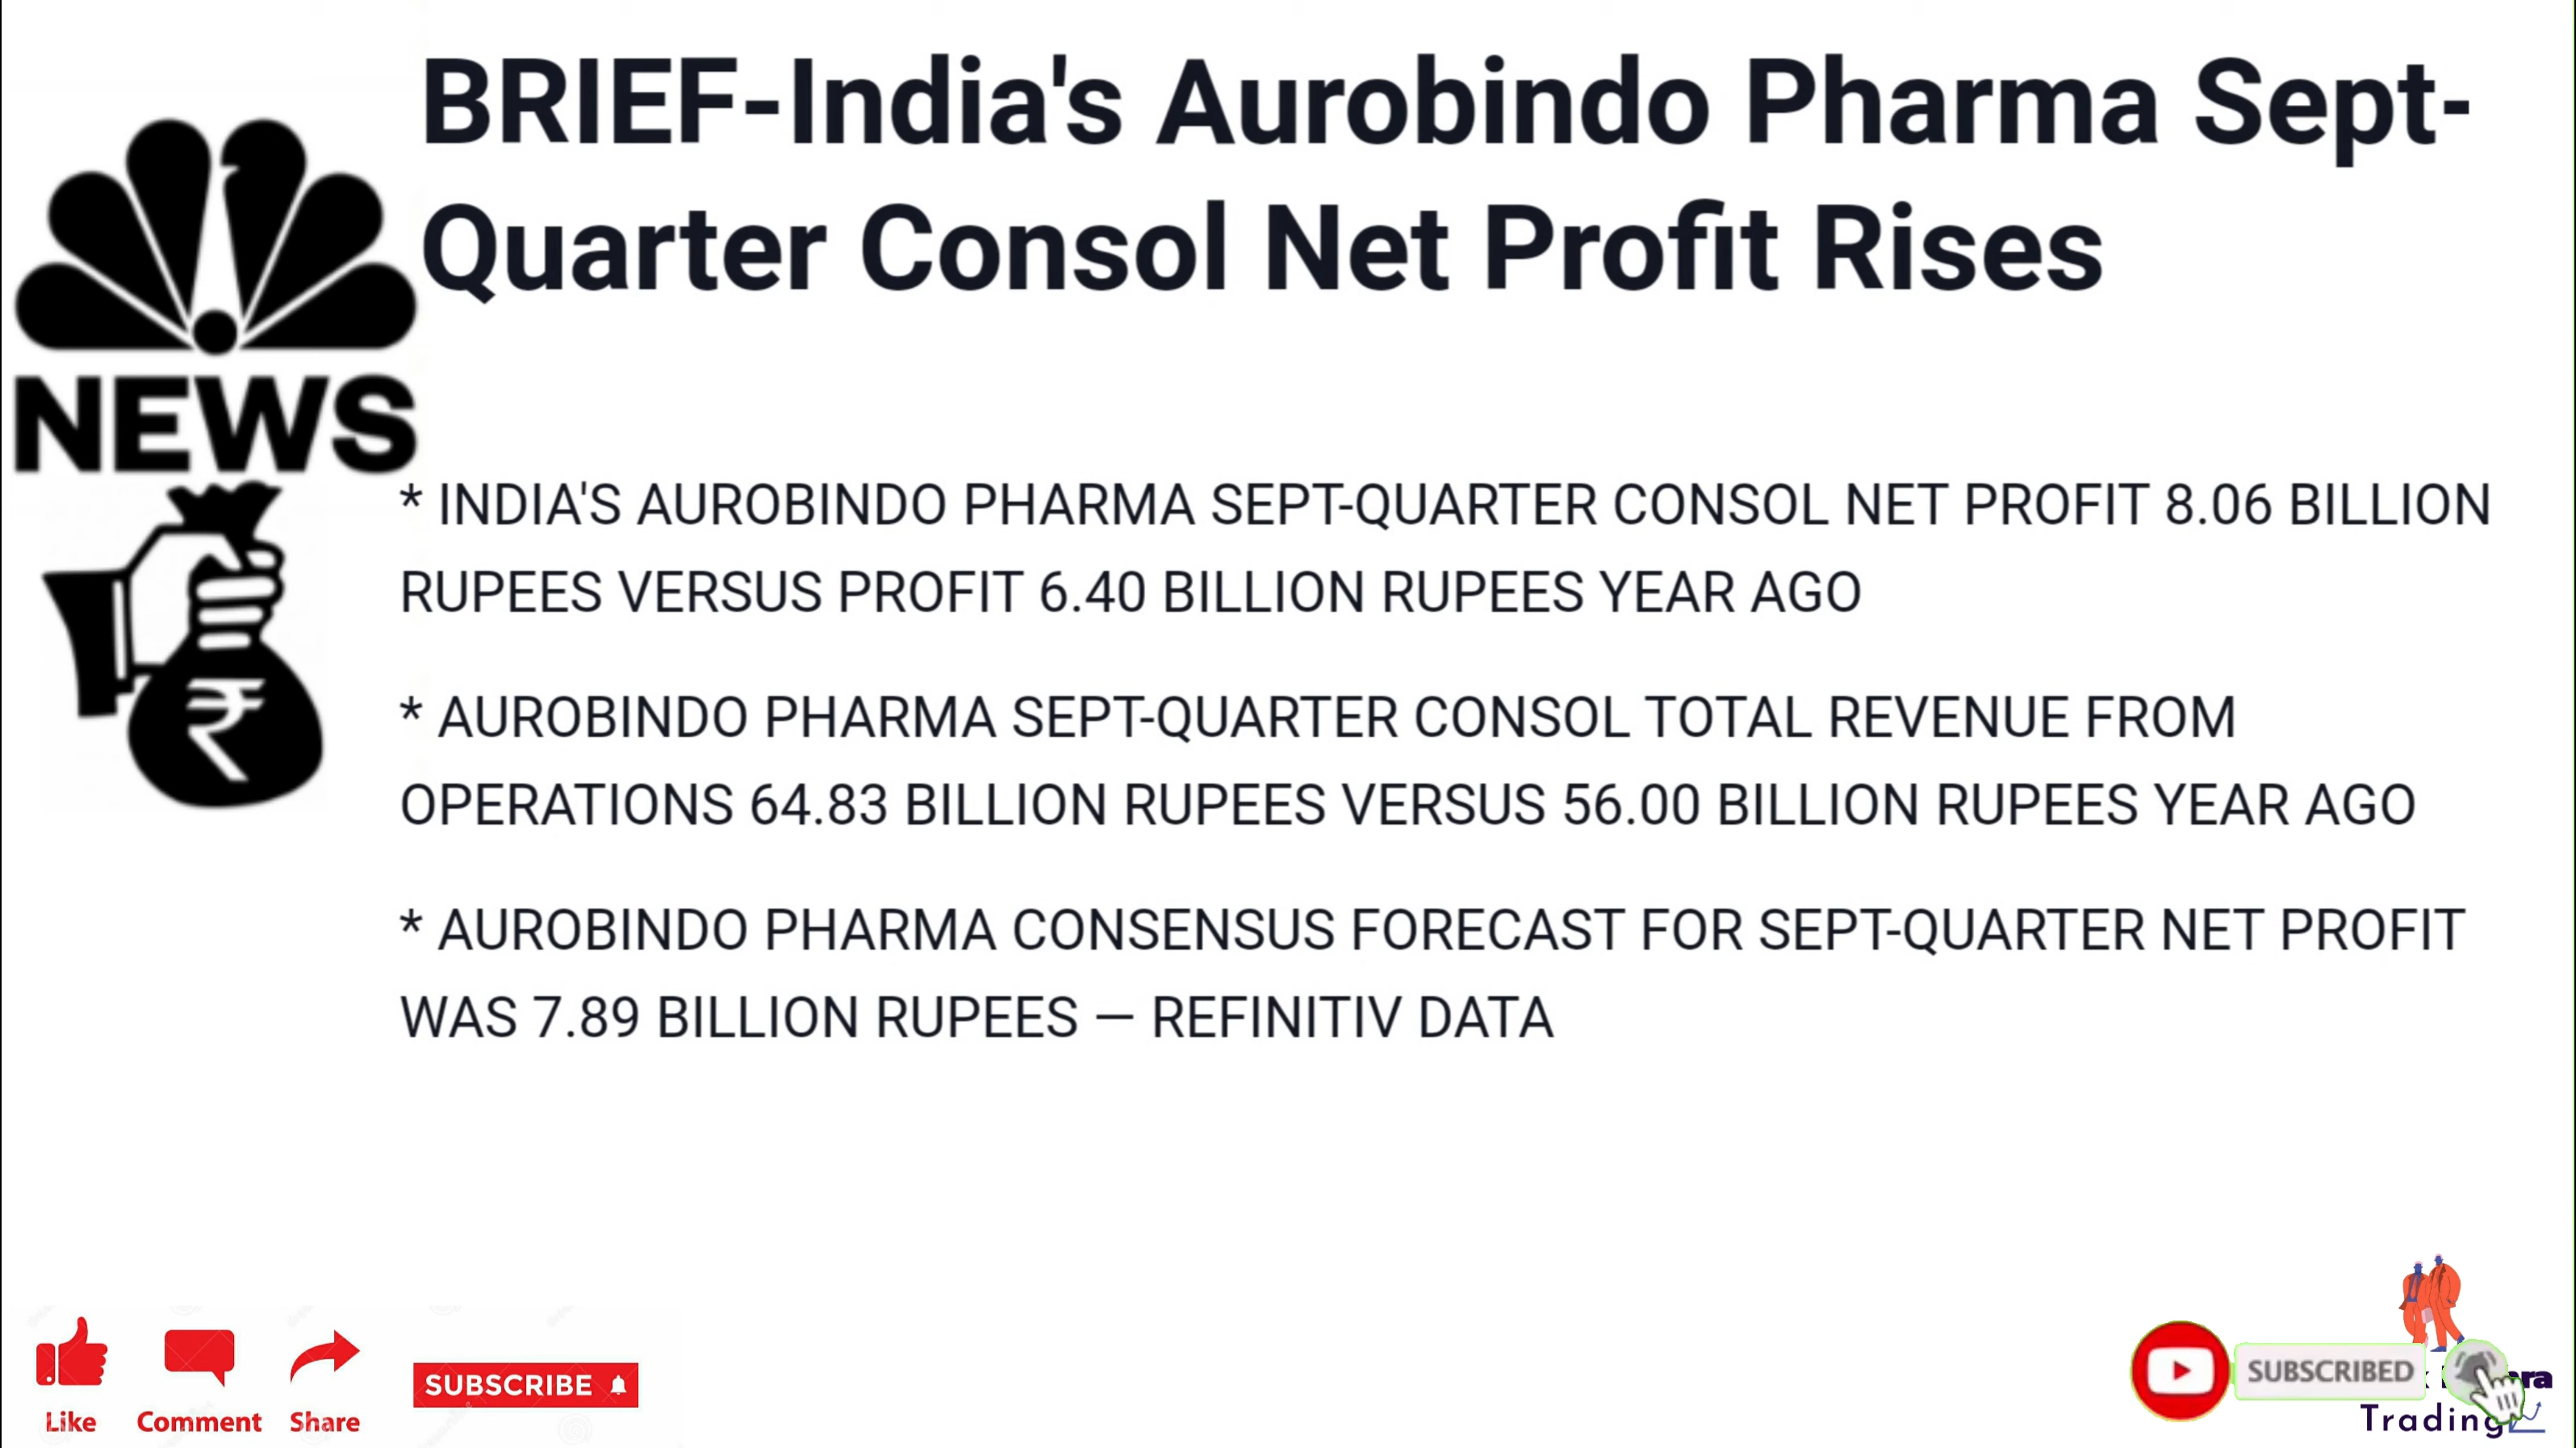 BRIEF-India's Aurobindo Pharma Sept-
Quarter Consol Net Profit Rises
NEWS
* INDIA'S AUROBINDO PHARMA SEPT-QUARTER CONSOL NET PROFIT 8.06 BILLION
RUPEES VERSUS PROFIT 6.40 BILLION RUPEES YEAR AGO
₹
* AUROBINDO PHARMA SEPT-QUARTER CONSOL TOTAL REVENUE FROM
OPERATIONS 64.83 BILLION RUPEES VERSUS 56.00 BILLION RUPEES YEAR AGO
* AUROBINDO PHARMA CONSENSUS FORECAST FOR SEPT-QUARTER NET PROFIT
WAS 7.89 BILLION RUPEES — REFINITIV DATA
Like
Comment
Share
SUBSCRIBE
SUBSCRIBED
Trading